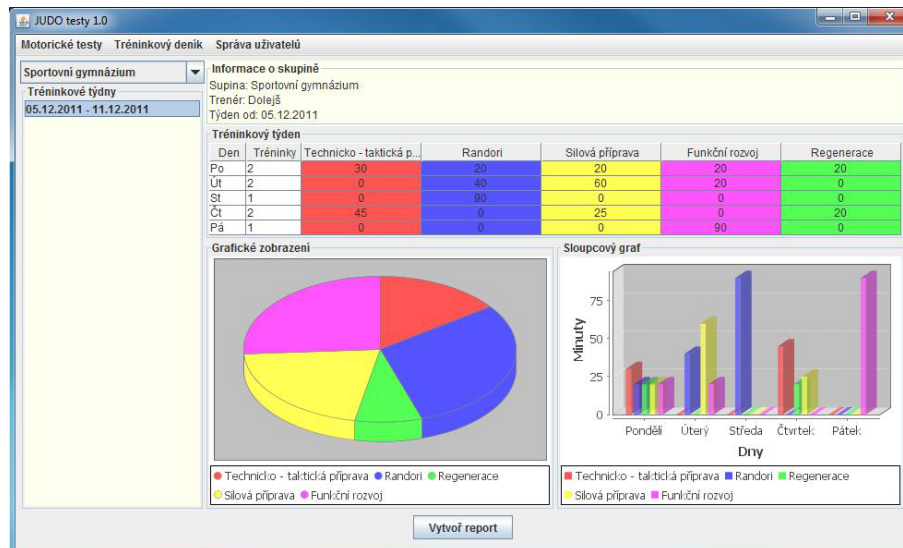 JUDO testy 1.0
Motorické testy Tréninkový deník Správa uživatelů
Sportovní gymnázium
Tréninkové týdny
05.12.2011 - 11.12.2011
Informace o skupině
Supina: Sportovní gymnázium
Trenér: Dolejš
Týden od: 05.12.2011
Tréninkový týden
Den Tréninky Technicko - taktická p... Randori Silová příprava Funkční rozvoj Regenerace
Po 2 30 20 20 20 20
Út 2 0 40 60 20 0
St 1 0 90 0 0 0
Čt 2 45 0 25 0 20
Pá 1 0 0 0 90 0
Grafické zobrazení
Technicko - taktická příprava Randori Regenerace
Silová příprava Funkční rozvoj
Sloupcový graf
Minuty
75
50
25
0
Pondělí Úterý Středa Čtvrtek Pátek
Dny
Technicko - taktická příprava Randori Regenerace
Silová příprava Funkční rozvoj
Vytvoř report